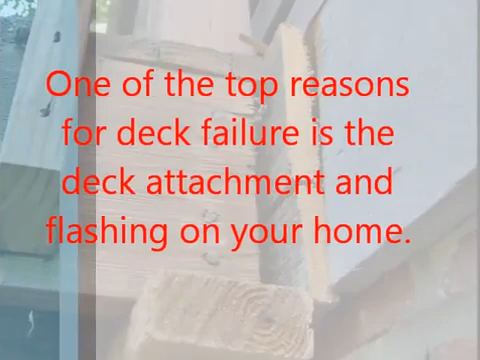 One of the top reasons
for deck failure is the
deck attachment and
flashing on your home.